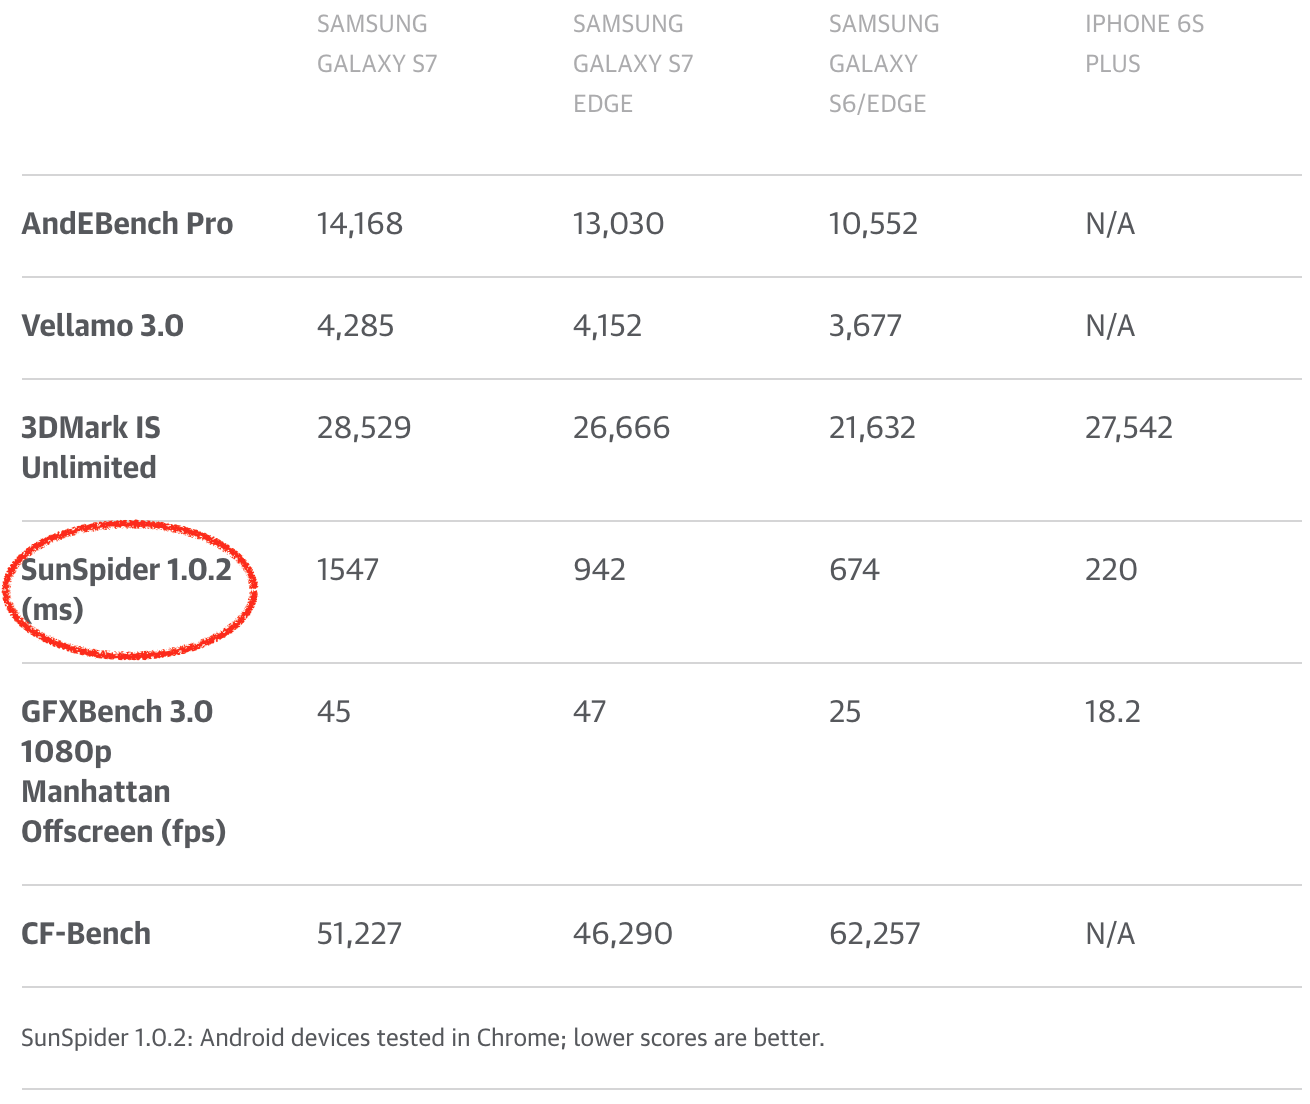 SAMSUNG GALAXY S7
SAMSUNG GALAXY S7 EDGE
SAMSUNG GALAXY S6/EDGE
IPHONE 6S PLUS
AndEBench Pro 14,168 13,030 10,552 N/A
Vellamo 3.0 4,285 4,152 3,677 N/A
3DMark IS 28,529 26,666 21,632 27,542
Unlimited
SunSpider 1.0.2 1547 942 674 220
(ms)
GFXBench 3.0 45 47 25 18.2
1080p
Manhattan
Offscreen (fps)
CF-Bench 51,227 46,290 62,257 N/A
SunSpider 1.0.2: Android devices tested in Chrome; lower scores are better.